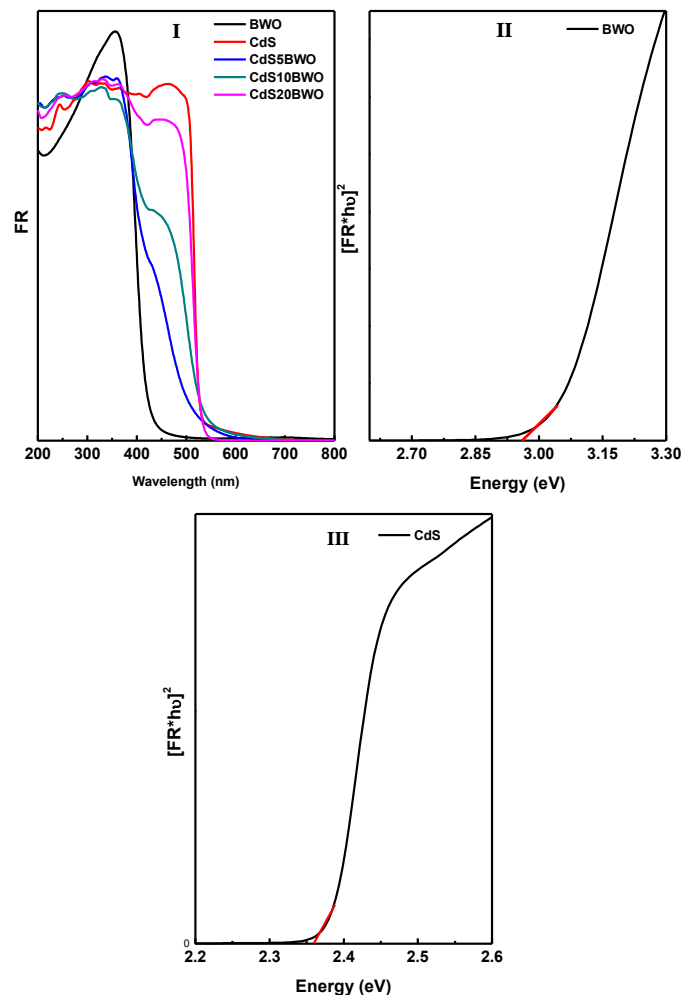 I
BWO
CdS
CdS5BWO
CdS10BWO
CdS20BWO
FR
200 300 400 500 600 700 800
Wavelength (nm)
II
BWO
[FR*hυ]²
2.70 2.85 3.00 3.15 3.30
Energy (eV)
III
CdS
[FR*hυ]²
0
2.2 2.3 2.4 2.5 2.6
Energy (eV)